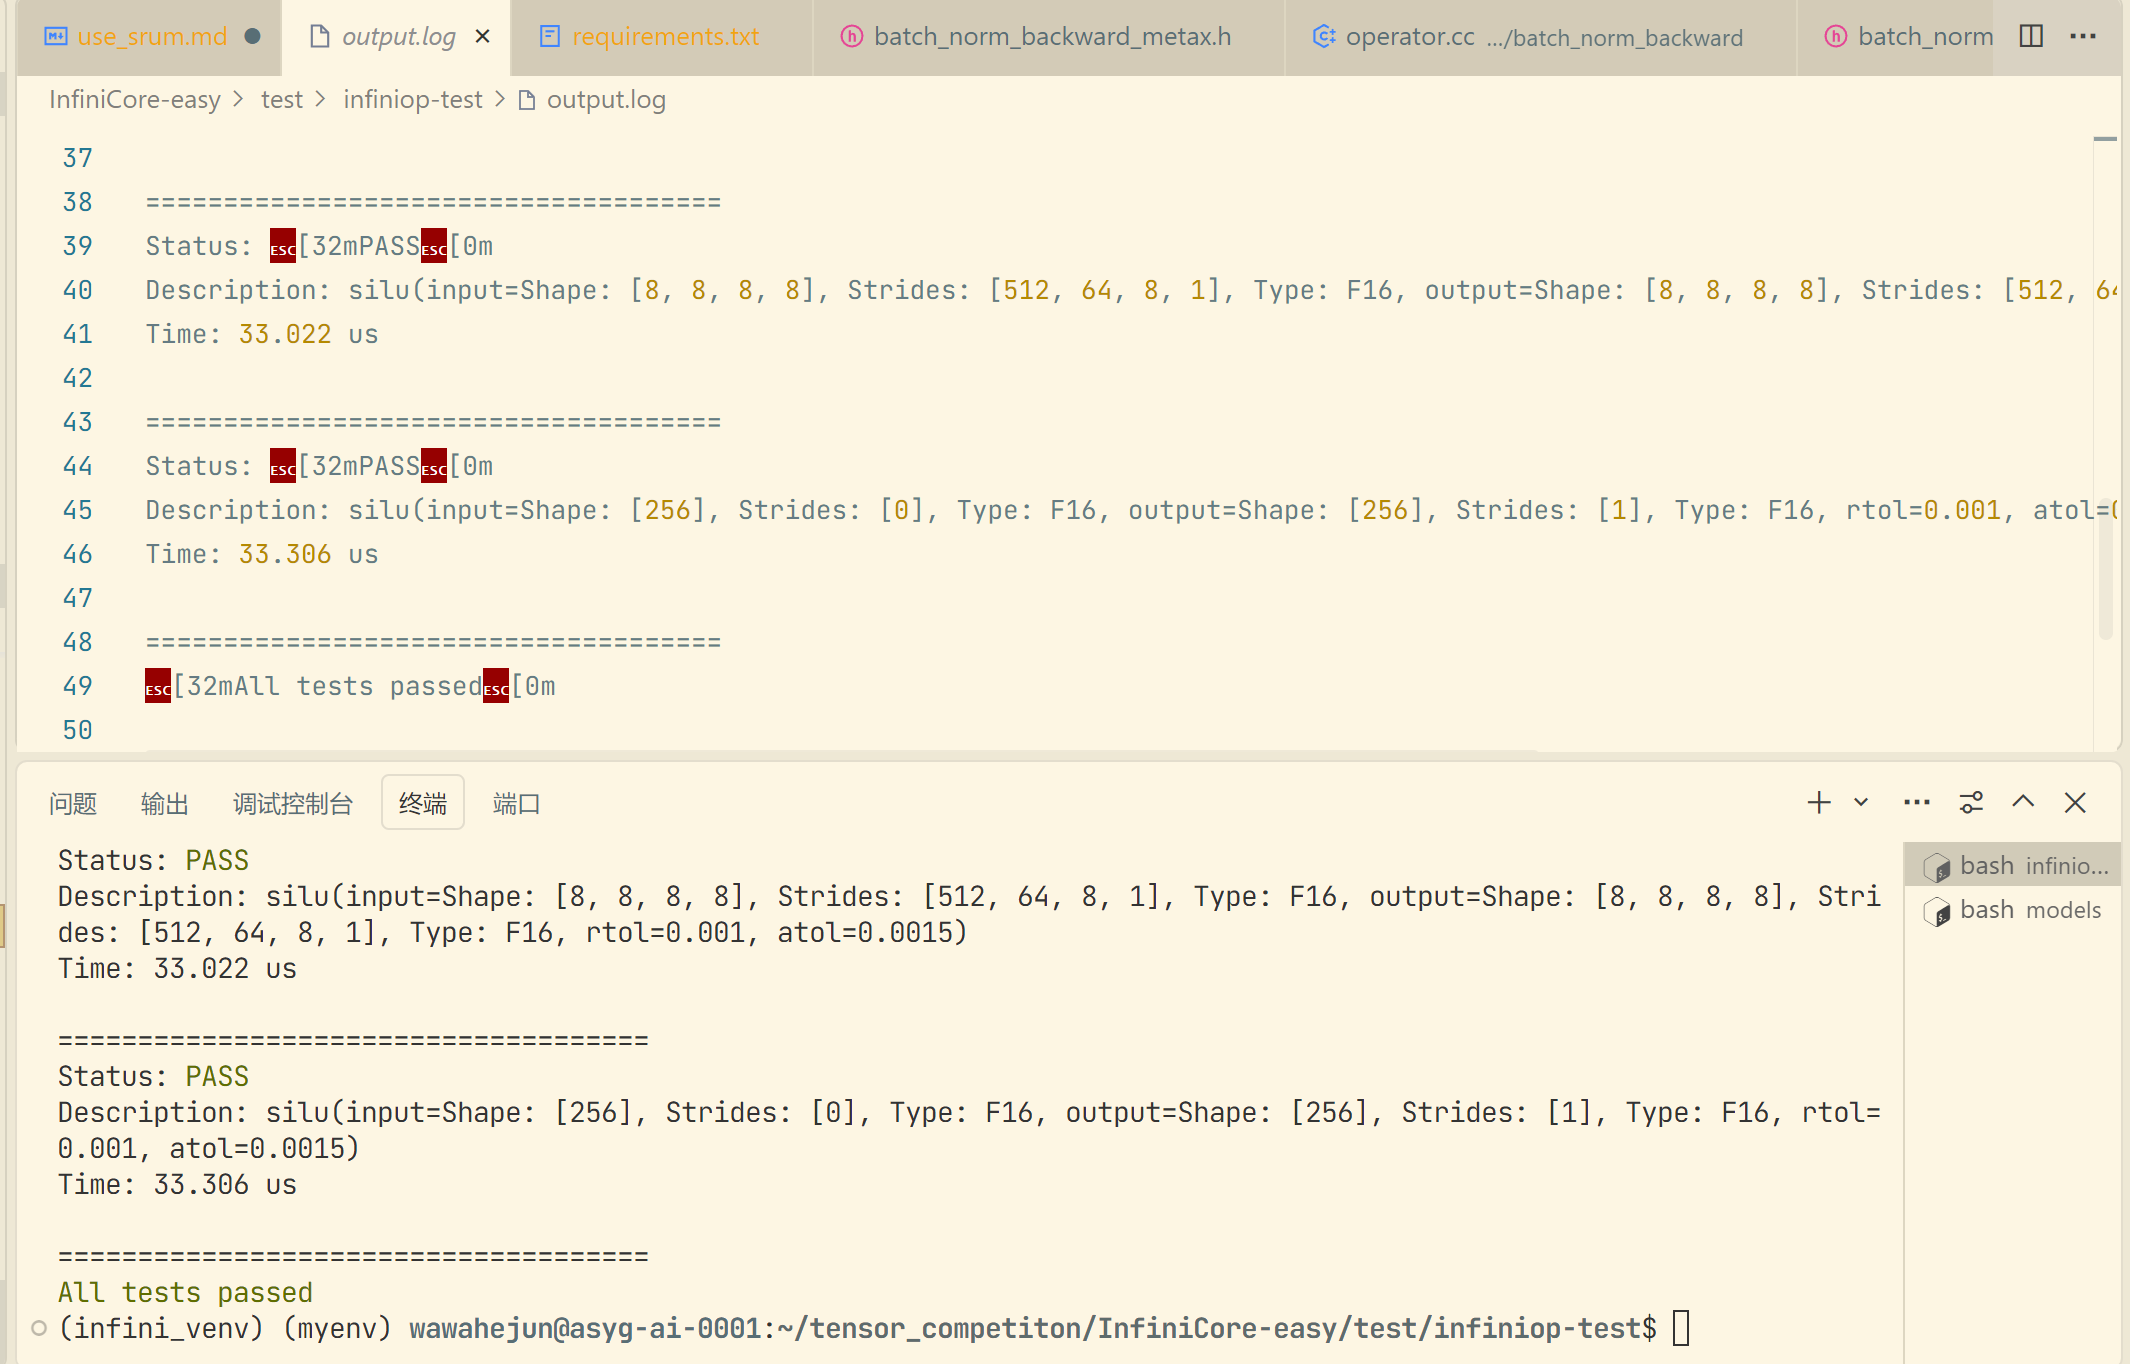 use_srum.md output.log requirements.txt batch_norm_backward_metax.h operator.cc .../batch_norm_backward batch_norm
InfiniCore-easy > test > infiniop-test > output.log
37
38 =====================================
39 Status: ESC[32mPASSESC[0m
40 Description: silu(input=Shape: [8, 8, 8, 8], Strides: [512, 64, 8, 1], Type: F16, output=Shape: [8, 8, 8, 8], Strides: [512, 64
41 Time: 33.022 us
42
43 =====================================
44 Status: ESC[32mPASSESC[0m
45 Description: silu(input=Shape: [256], Strides: [0], Type: F16, output=Shape: [256], Strides: [1], Type: F16, rtol=0.001, atol=0
46 Time: 33.306 us
47
48 =====================================
49 ESC[32mAll tests passedESC[0m
50
问题 输出 调试控制台 终端 端口
Status: PASS
Description: silu(input=Shape: [8, 8, 8, 8], Strides: [512, 64, 8, 1], Type: F16, output=Shape: [8, 8, 8, 8], Stri
des: [512, 64, 8, 1], Type: F16, rtol=0.001, atol=0.0015)
Time: 33.022 us
=====================================
Status: PASS
Description: silu(input=Shape: [256], Strides: [0], Type: F16, output=Shape: [256], Strides: [1], Type: F16, rtol=
0.001, atol=0.0015)
Time: 33.306 us
=====================================
All tests passed
(infini_venv) (myenv) wawahejun@asyg-ai-0001:~/tensor_competiton/InfiniCore-easy/test/infiniop-test$
bash infinio...
bash models